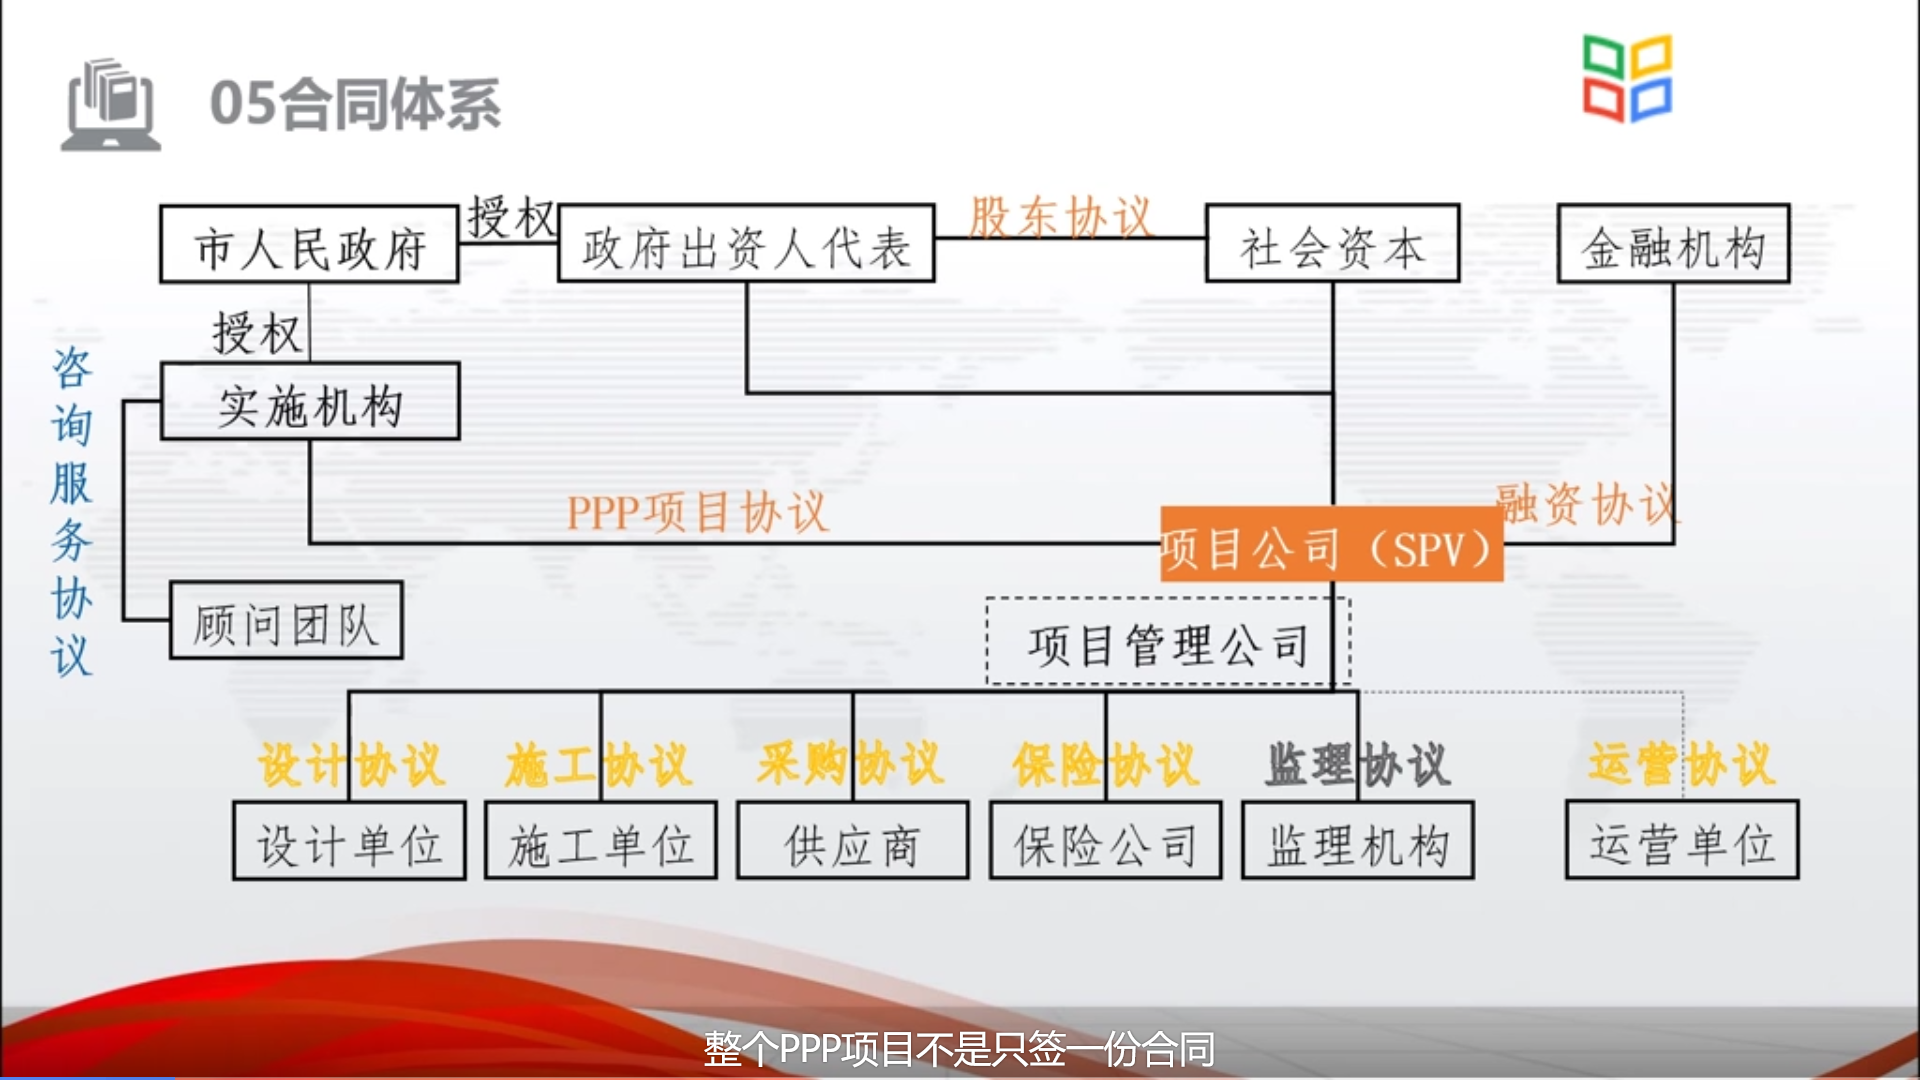 05合同体系
市人民政府
授权
政府出资人代表
股东协议
社会资本
金融机构
授权
实施机构
咨询服务协议
PPP项目协议
项目公司（SPV）
融资协议
顾问团队
项目管理公司
设计协议
施工协议
采购协议
保险协议
监理协议
运营协议
设计单位
施工单位
供应商
保险公司
监理机构
运营单位
整个PPP项目不是只签一份合同